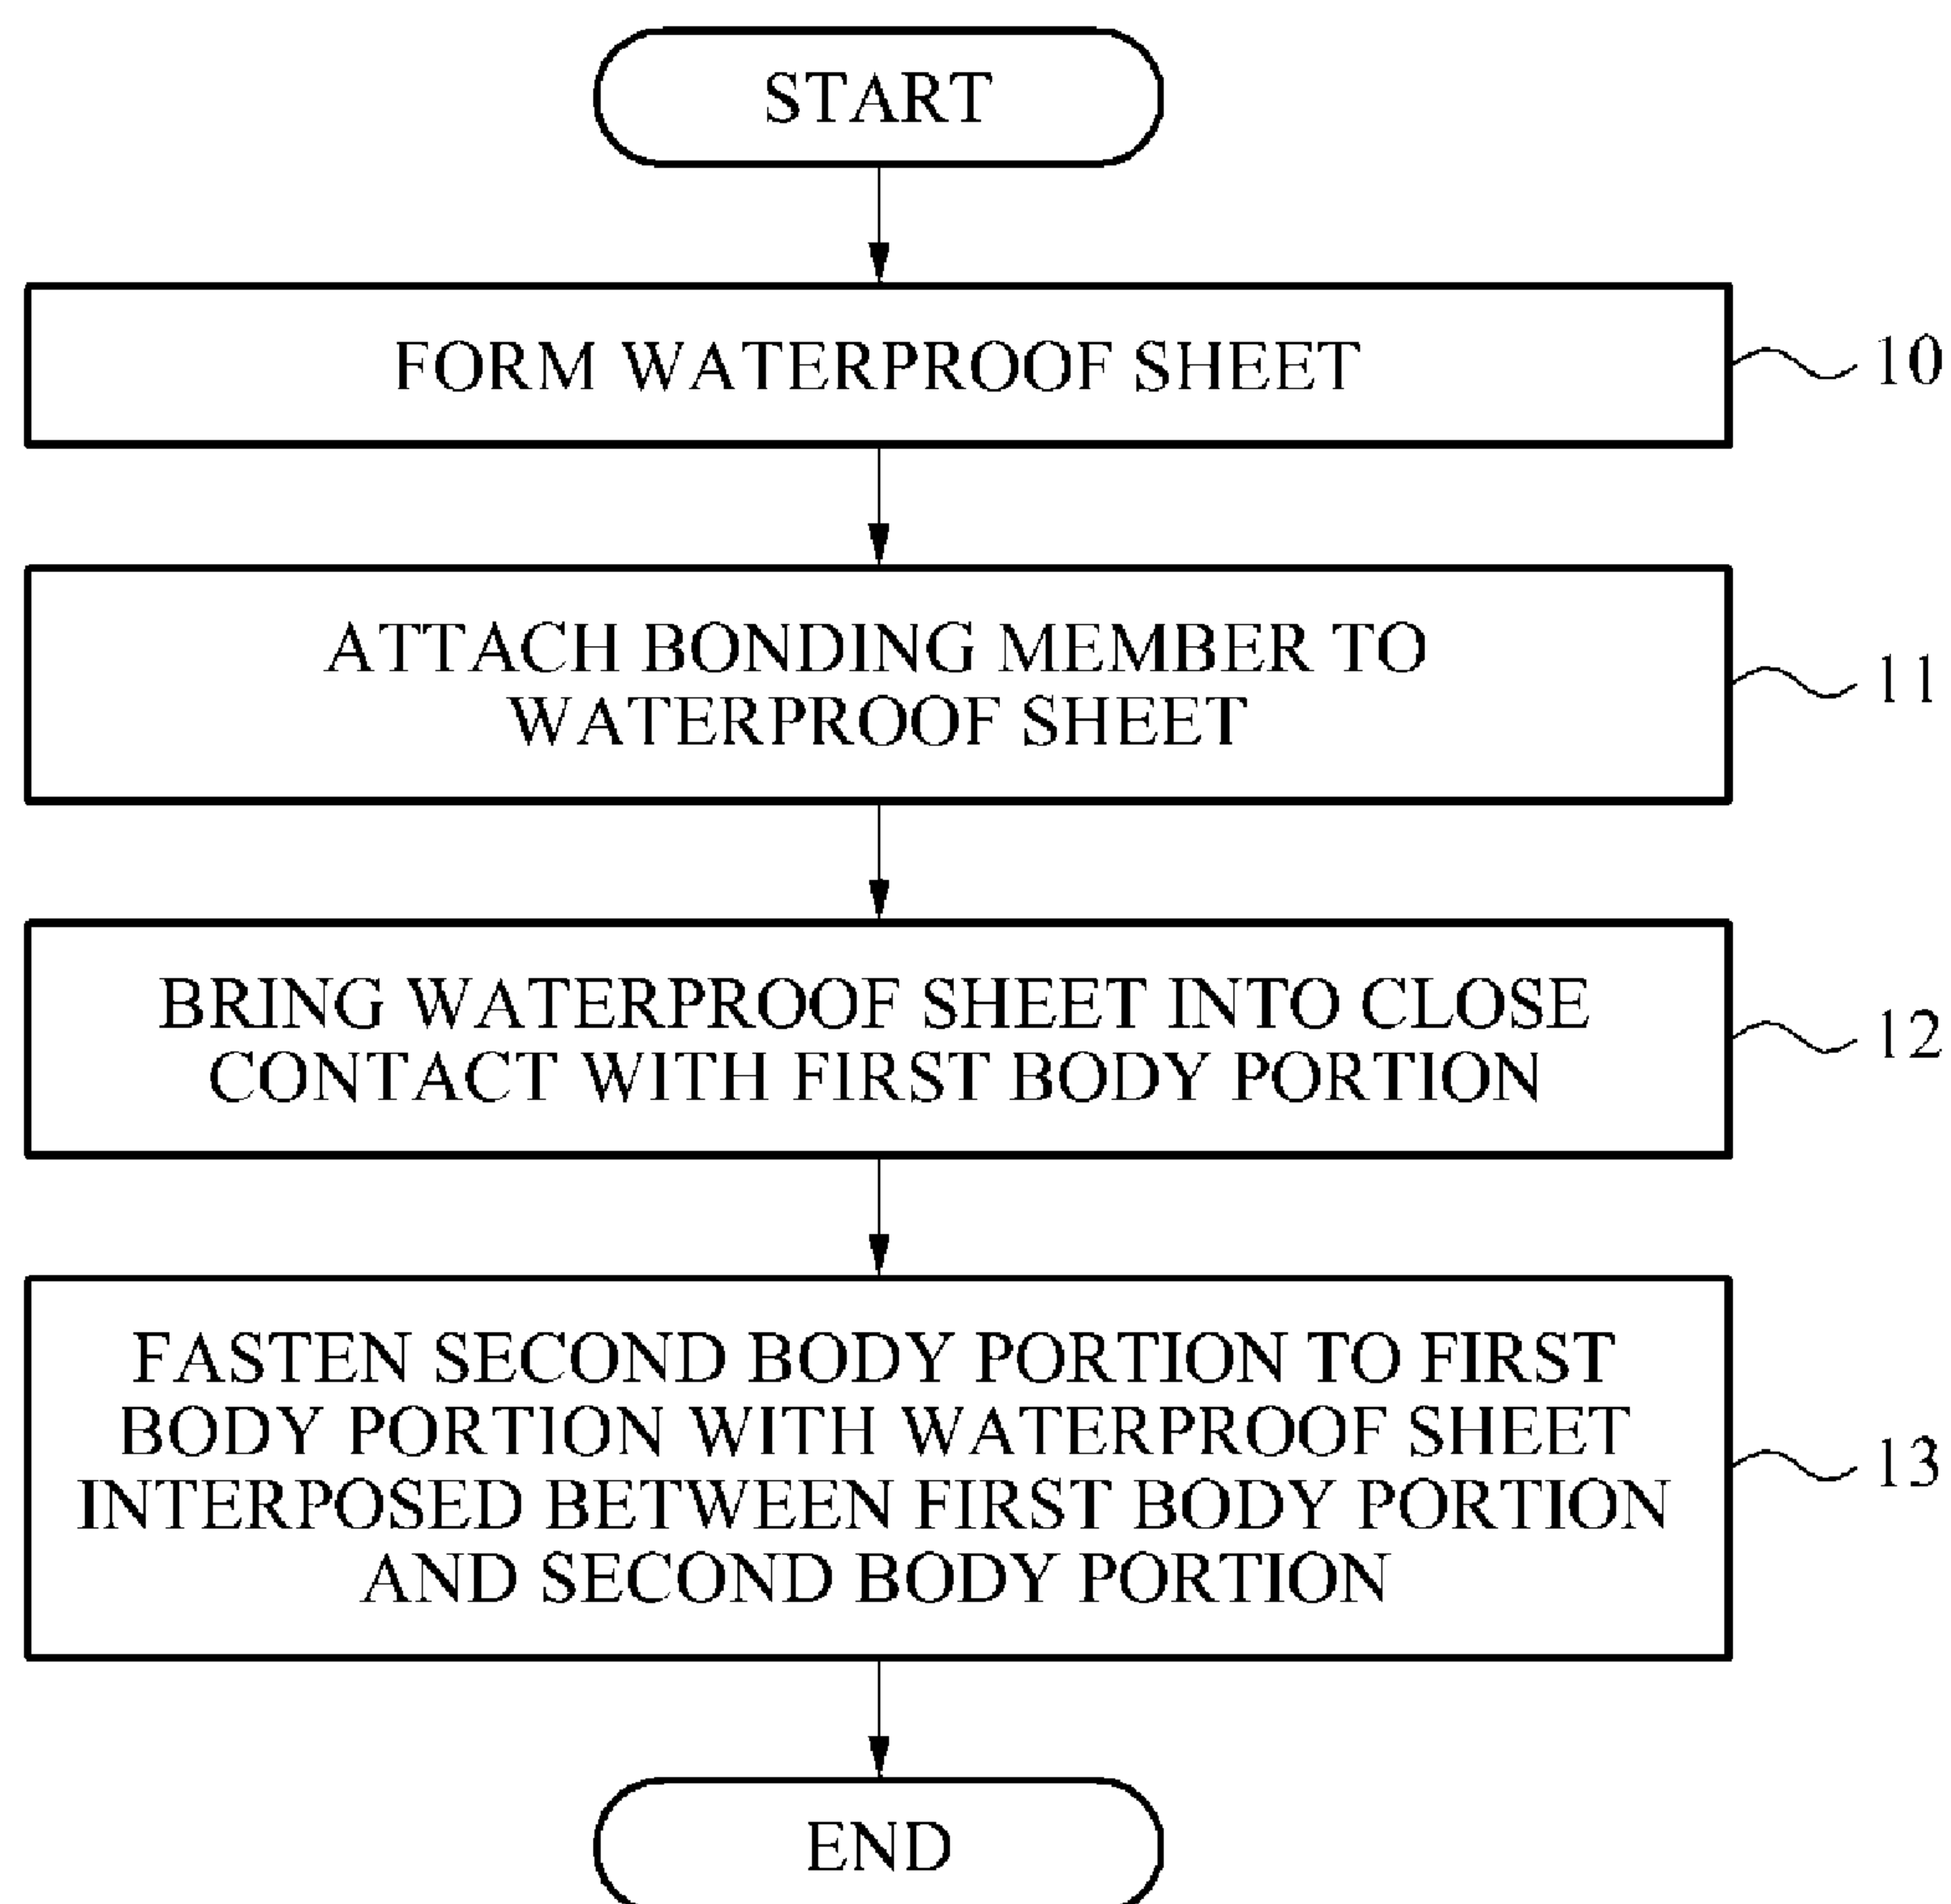 START
FORM WATERPROOF SHEET
10
ATTACH BONDING MEMBER TO
WATERPROOF SHEET
11
BRING WATERPROOF SHEET INTO CLOSE
CONTACT WITH FIRST BODY PORTION
12
FASTEN SECOND BODY PORTION TO FIRST
BODY PORTION WITH WATERPROOF SHEET
INTERPOSED BETWEEN FIRST BODY PORTION
AND SECOND BODY PORTION
13
END